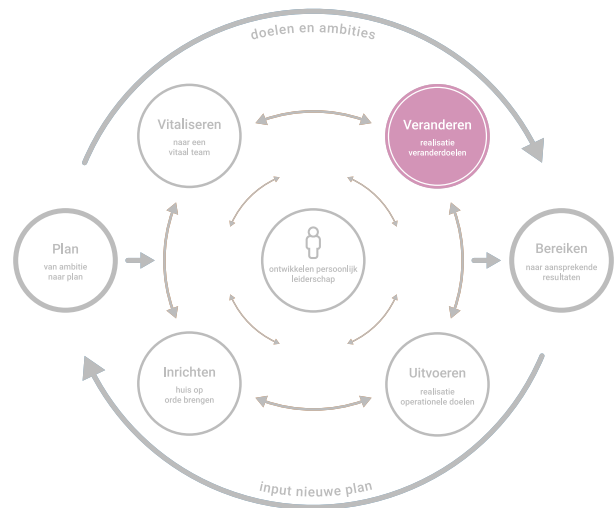 doelen en ambities
Vitaliseren
naar een
vitaal team
Veranderen
realisatie
veranderdoelen
Plan
van ambitie
naar plan
ontwikkelen persoonlijk
leiderschap
Bereiken
naar aansprekende
resultaten
Inrichten
huis op
orde brengen
Uitvoeren
realisatie
operationele doelen
input nieuwe plan